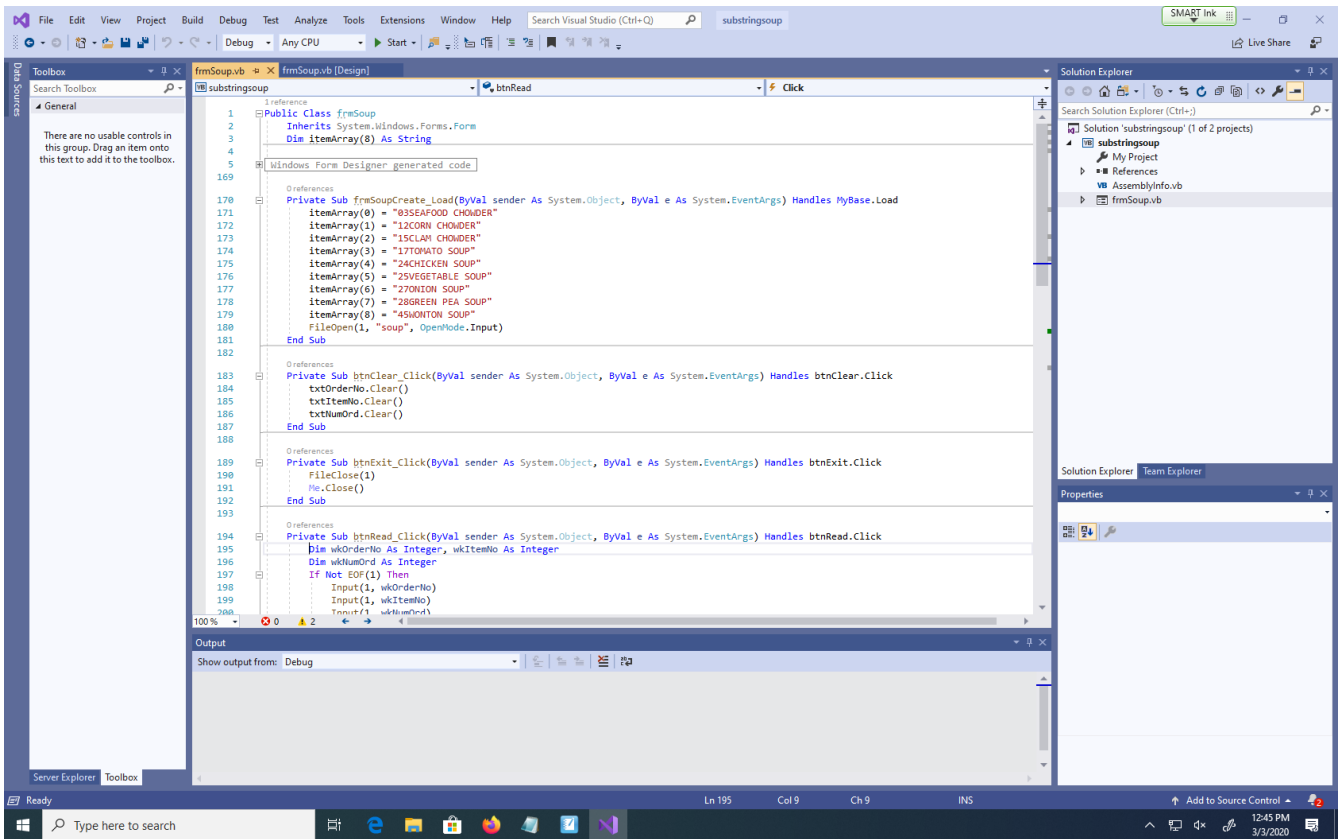 File Edit View Project Build Debug Test Analyze Tools Extensions Window Help Search Visual Studio (Ctrl+Q) substringsoup SMART Ink
Debug Any CPU Start Live Share
Data Sources
Toolbox
Search Toolbox
General
There are no usable controls in
this group. Drag an item onto
this text to add it to the toolbox.
Server Explorer Toolbox
frmSoup.vb frmSoup.vb [Design]
VB substringsoup btnRead Click
1 reference
1 Public Class frmSoup
2 Inherits System.Windows.Forms.Form
3 Dim itemArray(8) As String
4
5 Windows Form Designer generated code
169
0 references
170 Private Sub frmSoupCreate_Load(ByVal sender As System.Object, ByVal e As System.EventArgs) Handles MyBase.Load
171 itemArray(0) = "03SEAFOOD CHOWDER"
172 itemArray(1) = "12CORN CHOWDER"
173 itemArray(2) = "15CLAM CHOWDER"
174 itemArray(3) = "17TOMATO SOUP"
175 itemArray(4) = "24CHICKEN SOUP"
176 itemArray(5) = "25VEGETABLE SOUP"
177 itemArray(6) = "27ONION SOUP"
178 itemArray(7) = "28GREEN PEA SOUP"
179 itemArray(8) = "45WONTON SOUP"
180 FileOpen(1, "soup", OpenMode.Input)
181 End Sub
182
0 references
183 Private Sub btnClear_Click(ByVal sender As System.Object, ByVal e As System.EventArgs) Handles btnClear.Click
184 txtOrderNo.Clear()
185 txtItemNo.Clear()
186 txtNumOrd.Clear()
187 End Sub
188
0 references
189 Private Sub btnExit_Click(ByVal sender As System.Object, ByVal e As System.EventArgs) Handles btnExit.Click
190 FileClose(1)
191 Me.Close()
192 End Sub
193
0 references
194 Private Sub btnRead_Click(ByVal sender As System.Object, ByVal e As System.EventArgs) Handles btnRead.Click
195 Dim wkOrderNo As Integer, wkItemNo As Integer
196 Dim wkNumOrd As Integer
197 If Not EOF(1) Then
198 Input(1, wkOrderNo)
199 Input(1, wkItemNo)
200 Input(1, wkNumOrd)
100 % 0 2
Output
Show output from: Debug
Solution Explorer
Search Solution Explorer (Ctrl+;)
Solution 'substringsoup' (1 of 2 projects)
VB substringsoup
My Project
References
VB AssemblyInfo.vb
frmSoup.vb
Solution Explorer Team Explorer
Properties
Ready Ln 195 Col 9 Ch 9 INS Add to Source Control 2
Type here to search 12:45 PM
3/3/2020